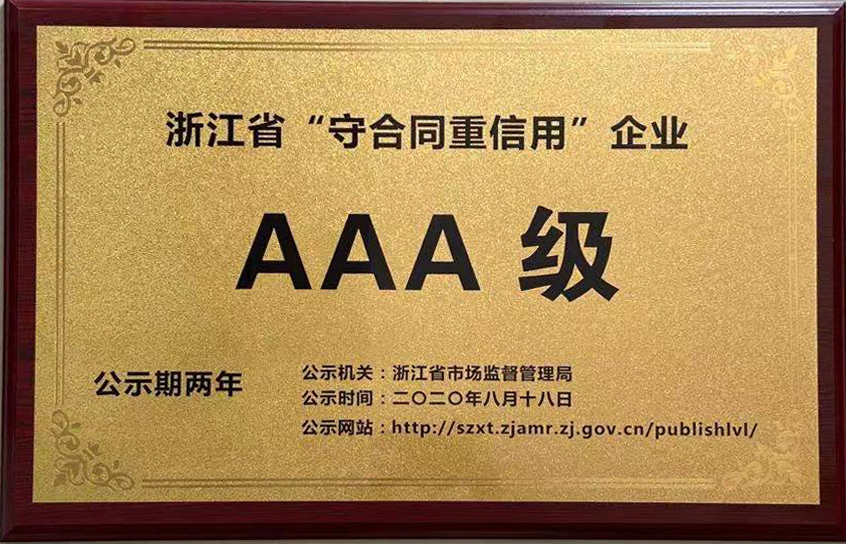 浙江省“守合同重信用”企业
AAA 级
公示期两年
公示机关：浙江省市场监督管理局
公示时间：二〇二〇年八月十八日
公示网站：http://szxt.zjamr.zj.gov.cn/publishlvl/